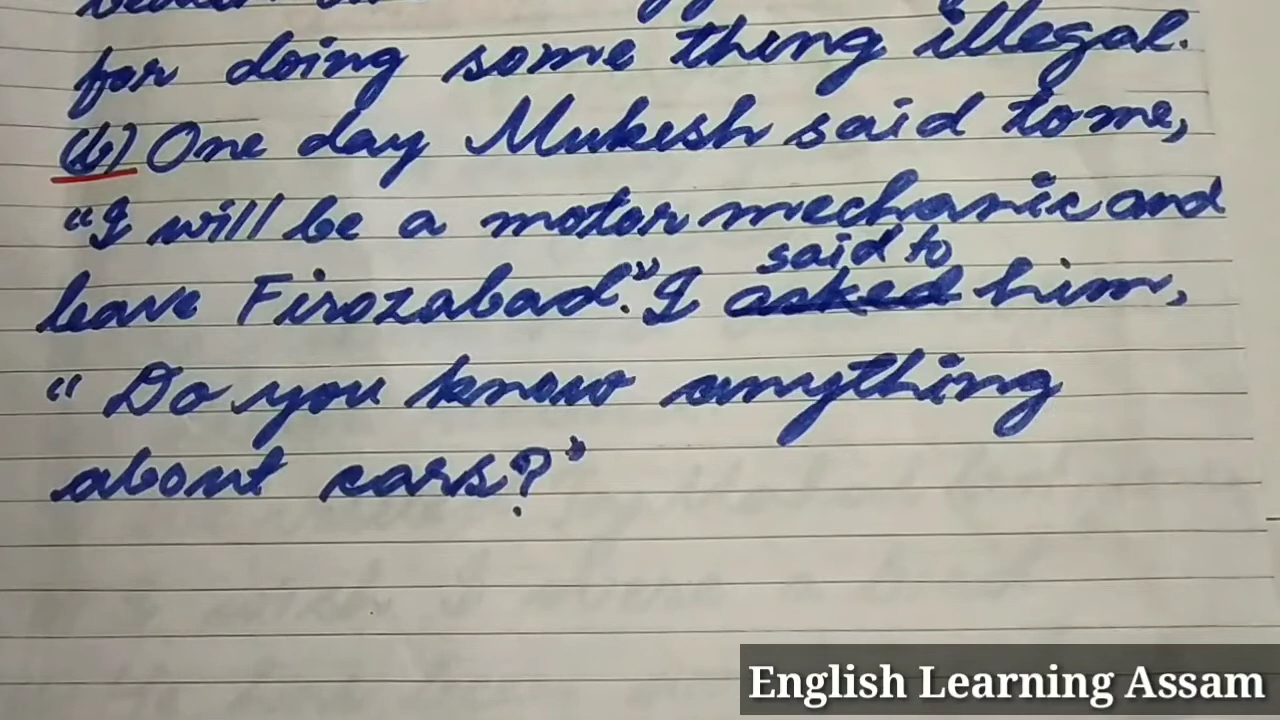 for doing some thing illegal.
(b) One day Mukesh said to me,
"I will be a motor mechanic and
leave Firozabad." I asked said to him,
"Do you know anything
about cars?"
English Learning Assam